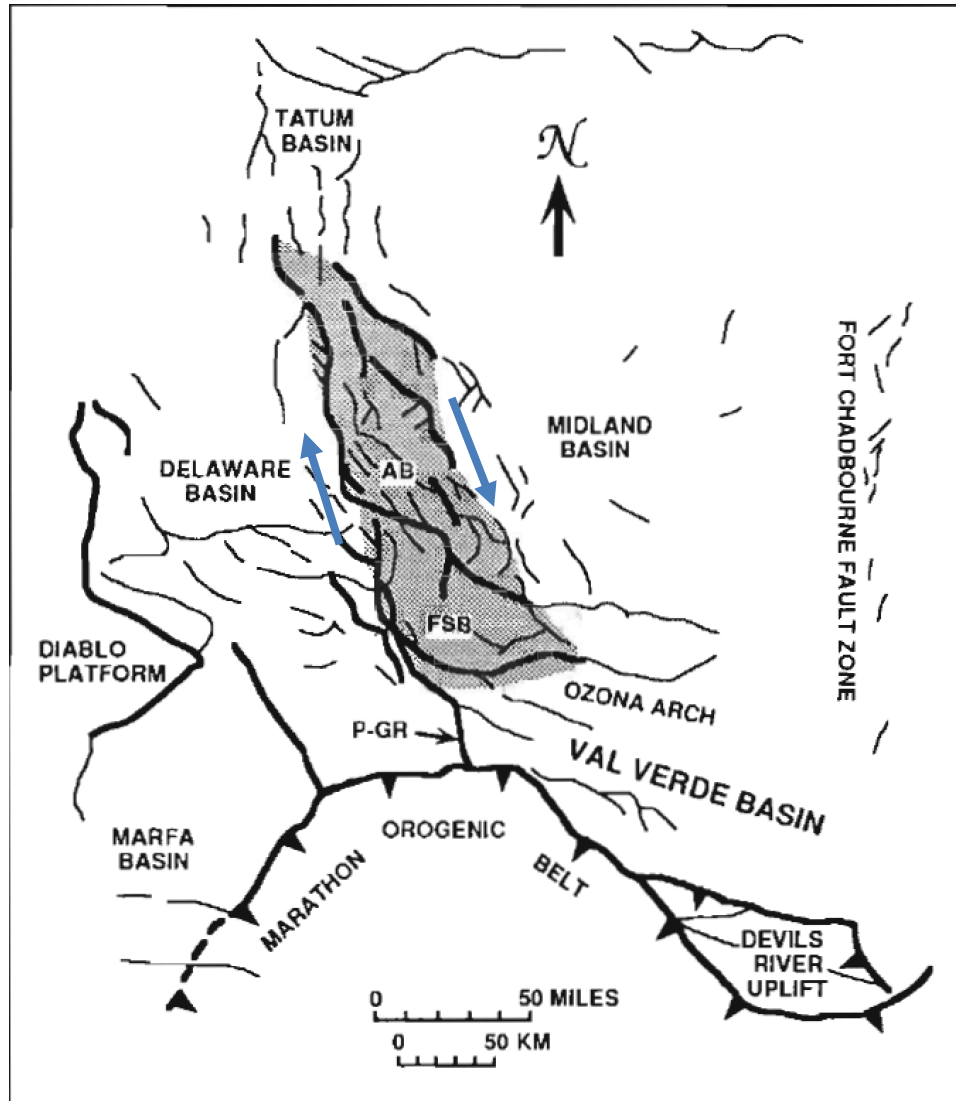 TATUM
BASIN
N
FORT CHADBOURNE FAULT ZONE
MIDLAND
BASIN
DELAWARE
BASIN
AB
FSB
DIABLO
PLATFORM
OZONA ARCH
P-GR
VAL VERDE BASIN
MARFA
BASIN
MARATHON
OROGENIC
BELT
DEVILS
RIVER
UPLIFT
0 50 MILES
0 50 KM